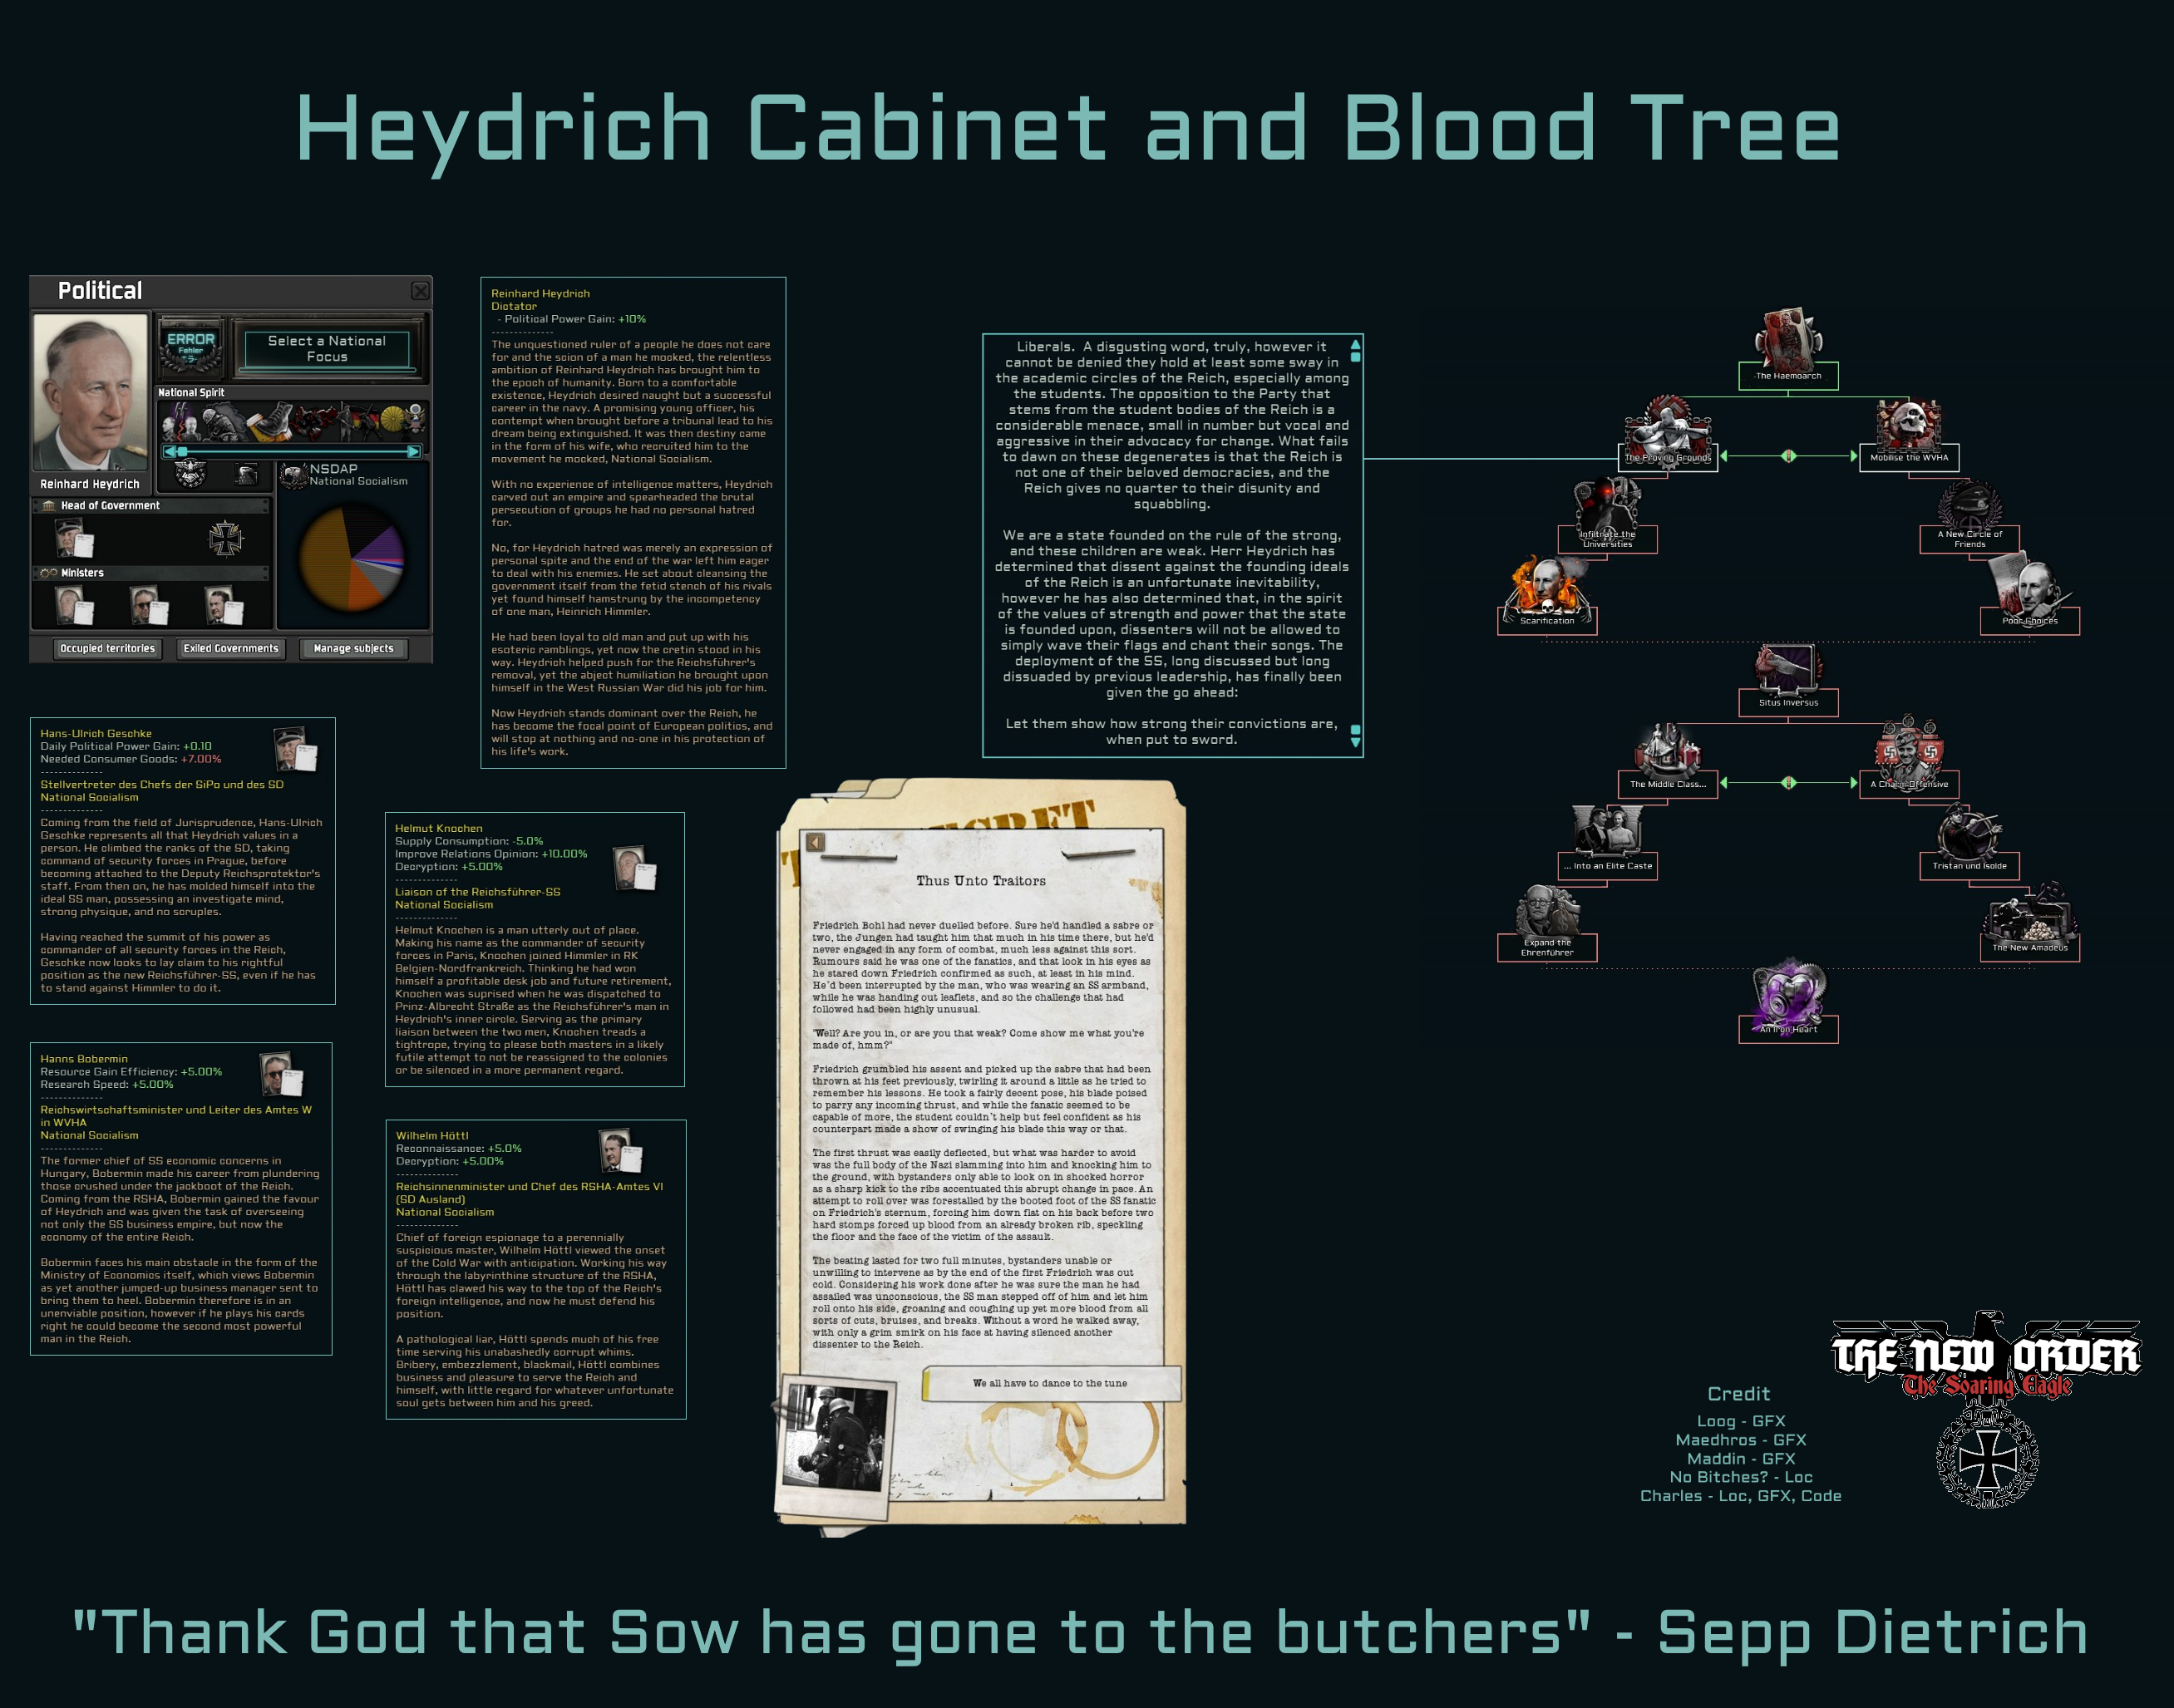 Heydrich Cabinet and Blood Tree
Political
Reinhard Heydrich
ERROR
Fehler
Select a National
Focus
National Spirit
NSDAP
National Socialism
Head of Government
Ministers
Occupied territories
Exiled Governments
Manage subjects
Reinhard Heydrich
Dictator
- Political Power Gain: +10%
--------------
The unquestioned ruler of a people he does not care
for and the scion of a man he mocked, the relentless
ambition of Reinhard Heydrich has brought him to
the epoch of humanity. Born to a comfortable
existence, Heydrich desired naught but a successful
career in the navy. A promising young officer, his
contempt when brought before a tribunal lead to his
dream being extinguished. It was then destiny came
in the form of his wife, who recruited him to the
movement he mocked, National Socialism.
With no experience of intelligence matters, Heydrich
carved out an empire and spearheaded the brutal
persecution of groups he had no personal hatred
for.
No, for Heydrich hatred was merely an expression of
personal spite and the end of the war left him eager
to deal with his enemies. He set about cleansing the
government itself from the fetid stench of his rivals
yet found himself hamstrung by the incompetency
of one man, Heinrich Himmler.
He had been loyal to old man and put up with his
esoteric ramblings, yet now the cretin stood in his
way. Heydrich helped push for the Reichsführer's
removal, yet the abject humiliation he brought upon
himself in the West Russian War did his job for him.
Now Heydrich stands dominant over the Reich, he
has become the focal point of European politics, and
will stop at nothing and no-one in his protection of
his life's work.
Hans-Ulrich Geschke
Daily Political Power Gain: +0.10
Needed Consumer Goods: +7.00%
--------------
Stellvertreter des Chefs der SiPo und des SD
National Socialism
--------------
Coming from the field of Jurisprudence, Hans-Ulrich
Geschke represents all that Heydrich values in a
person. He climbed the ranks of the SD, taking
command of security forces in Prague, before
becoming attached to the Deputy Reichsprotektor's
staff. From then on, he has molded himself into the
ideal SS man, possessing an investigate mind,
strong physique, and no scruples.
Having reached the summit of his power as
commander of all security forces in the Reich,
Geschke now looks to lay claim to his rightful
position as the new Reichsführer-SS, even if he has
to stand against Himmler to do it.
Hanns Bobermin
Resource Gain Efficiency: +5.00%
Research Speed: +5.00%
--------------
Reichswirtschaftsminister und Leiter des Amtes W
in WVHA
National Socialism
--------------
The former chief of SS economic concerns in
Hungary, Bobermin made his career from plundering
those crushed under the jackboot of the Reich.
Coming from the RSHA, Bobermin gained the favour
of Heydrich and was given the task of overseeing
not only the SS business empire, but now the
economy of the entire Reich.
Bobermin faces his main obstacle in the form of the
Ministry of Economics itself, which views Bobermin
as yet another jumped-up business manager sent to
bring them to heel. Bobermin therefore is in an
unenviable position, however if he plays his cards
right he could become the second most powerful
man in the Reich.
Helmut Knochen
Supply Consumption: -5.0%
Improve Relations Opinion: +10.00%
Decryption: +5.00%
--------------
Liaison of the Reichsführer-SS
National Socialism
--------------
Helmut Knochen is a man utterly out of place.
Making his name as the commander of security
forces in Paris, Knochen joined Himmler in RK
Belgien-Nordfrankreich. Thinking he had won
himself a profitable desk job and future retirement,
Knochen was suprised when he was dispatched to
Prinz-Albrecht Straße as the Reichsführer's man in
Heydrich's inner circle. Serving as the primary
liaison between the two men, Knochen treads a
tightrope, trying to please both masters in a likely
futile attempt to not be reassigned to the colonies
or be silenced in a more permanent regard.
Wilhelm Höttl
Reconnaissance: +5.0%
Decryption: +5.00%
--------------
Reichsinnenminister und Chef des RSHA-Amtes VI
(SD Ausland)
National Socialism
--------------
Chief of foreign espionage to a perennially
suspicious master, Wilhelm Höttl viewed the onset
of the Cold War with anticipation. Working his way
through the labyrinthine structure of the RSHA,
Höttl has clawed his way to the top of the Reich's
foreign intelligence, and now he must defend his
position.
A pathological liar, Höttl spends much of his free
time serving his unabashedly corrupt whims.
Bribery, embezzlement, blackmail, Höttl combines
business and pleasure to serve the Reich and
himself, with little regard for whatever unfortunate
soul gets between him and his greed.
Liberals. A disgusting word, truly, however it
cannot be denied they hold at least some sway in
the academic circles of the Reich, especially among
the students. The opposition to the Party that
stems from the student bodies of the Reich is a
considerable menace, small in number but vocal and
aggressive in their advocacy for change. What fails
to dawn on these degenerates is that the Reich is
not one of their beloved democracies, and the
Reich gives no quarter to their disunity and
squabbling.
We are a state founded on the rule of the strong,
and these children are weak. Herr Heydrich has
determined that dissent against the founding ideals
of the Reich is an unfortunate inevitability,
however he has also determined that, in the spirit
of the values of strength and power that the state
is founded upon, dissenters will not be allowed to
simply wave their flags and chant their songs. The
deployment of the SS, long discussed but long
dissuaded by previous leadership, has finally been
given the go ahead:
Let them show how strong their convictions are,
when put to sword.
Thus Unto Traitors
Friedrich Bohl had never duelled before. Sure he'd handled a sabre or
two, the Jungen had taught him that much in his time there, but he'd
never engaged in any form of combat, much less against this sort.
Rumours said he was one of the fanatics, and that look in his eyes as
he stared down Friedrich confirmed as such, at least in his mind.
He'd been interrupted by the man, who was wearing an SS armband,
while he was handing out leaflets, and so the challenge that had
followed had been highly unusual.
"Well? Are you in, or are you that weak? Come show me what you're
made of, hmm?"
Friedrich grumbled his assent and picked up the sabre that had been
thrown at his feet previously, twirling it around a little as he tried to
remember his lessons. He took a fairly decent pose, his blade poised
to parry any incoming thrust, and while the fanatic seemed to be
capable of more, the student couldn't help but feel confident as his
counterpart made a show of swinging his blade this way or that.
The first thrust was easily deflected, but what was harder to avoid
was the full body of the Nazi slamming into him and knocking him to
the ground, with bystanders only able to look on in shocked horror
as a sharp kick to the ribs accentuated this abrupt change in pace. An
attempt to roll over was forestalled by the booted foot of the SS fanatic
on Friedrich's sternum, forcing him down flat on his back before two
hard stomps forced up blood from an already broken rib, speckling
the floor and the face of the victim of the assault.
The beating lasted for two full minutes, bystanders unable or
unwilling to intervene as by the end of the first Friedrich was out
cold. Considering his work done after he was sure the man he had
assailed was unconscious, the SS man stepped off of him and let him
roll onto his side, groaning and coughing up yet more blood from all
sorts of cuts, bruises, and breaks. Without a word he walked away,
with only a grim smirk on his face at having silenced another
dissenter to the Reich.
We all have to dance to the tune
The Haemoarch
The Proving Grounds
Mobilise the WVHA
Infiltrate the
Universities
A New Circle of
Friends
Scarification
Poor Choices
Situs Inversus
The Middle Class...
A Charm Offensive
... Into an Elite Caste
Tristan und Isolde
Expand the
Ehrenführer
The New Amadeus
An Iron Heart
THE NEW ORDER
The Soaring Eagle
Credit
Loog - GFX
Maedhros - GFX
Maddin - GFX
No Bitches? - Loc
Charles - Loc, GFX, Code
"Thank God that Sow has gone to the butchers" - Sepp Dietrich